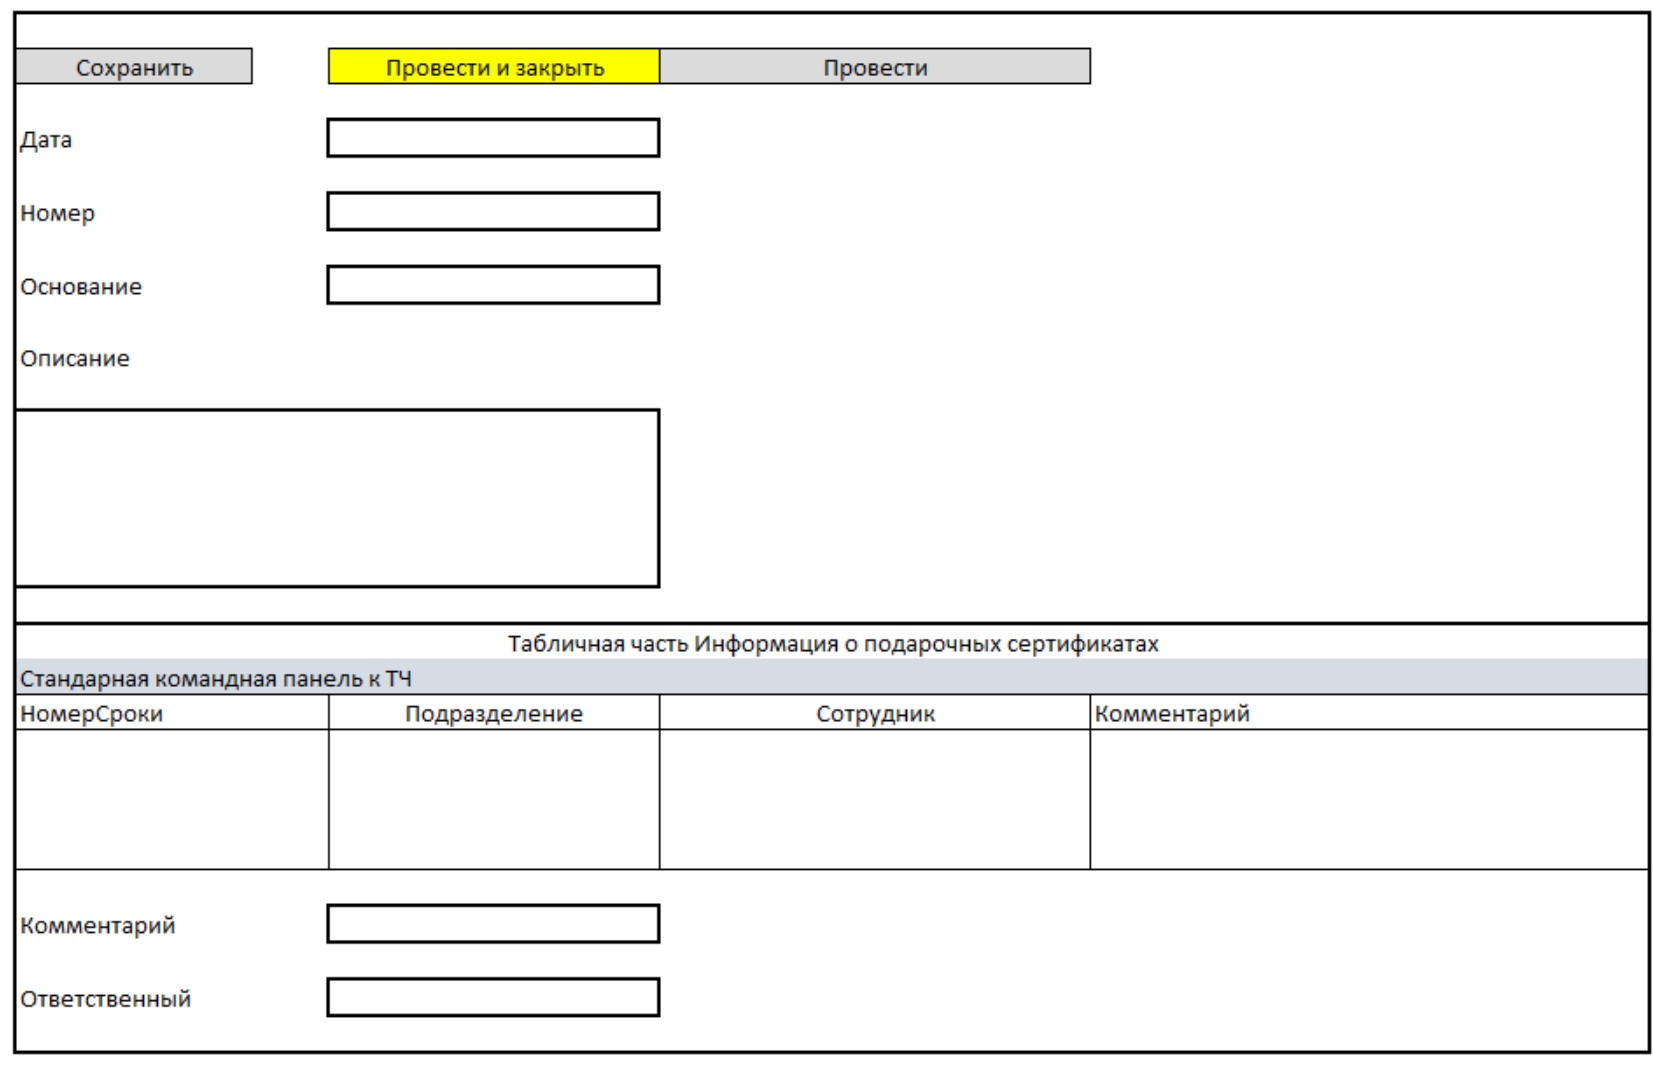 Сохранить Провести и закрыть Провести
Дата
Номер
Основание
Описание
Табличная часть Информация о подарочных сертификатах
Стандарная командная панель к ТЧ
НомерСроки Подразделение Сотрудник Комментарий
Комментарий
Ответственный